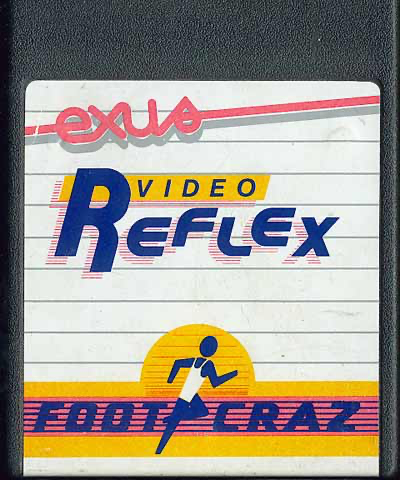 exus
VIDEO
REFLEX
FOOT CRAZ